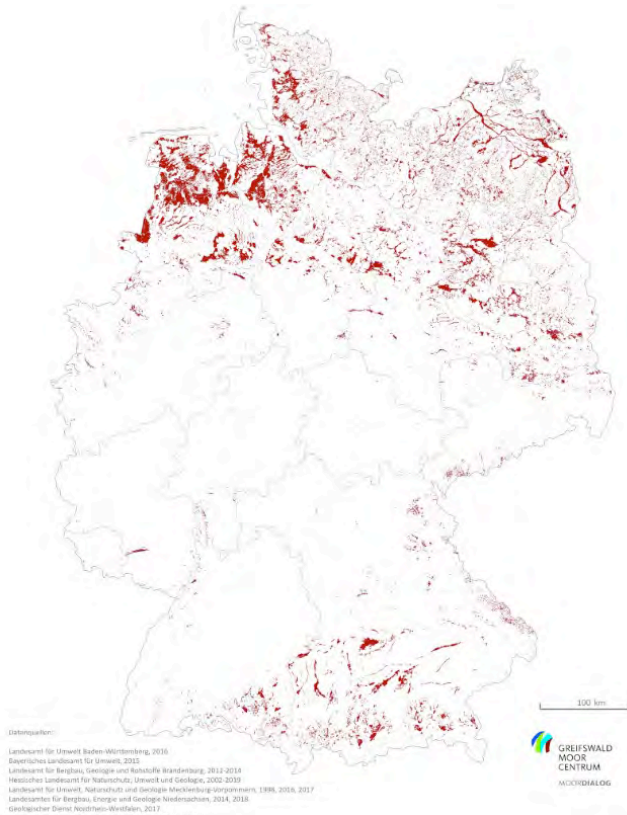 100 km
Datenquellen:
Landesamt für Umwelt Baden-Württemberg, 2016
Bayerisches Landesamt für Umwelt, 2015
Landesamt für Bergbau, Geologie und Rohstoffe Brandenburg, 2012-2014
Hessisches Landesamt für Naturschutz, Umwelt und Geologie, 2002-2019
Landesamt für Umwelt, Naturschutz und Geologie Mecklenburg-Vorpommern, 1998, 2016, 2017
Landesamtes für Bergbau, Energie und Geologie Niedersachsen, 2014, 2018
Geologischer Dienst Nordrhein-Westfalen, 2017
GREIFSWALD
MOOR
CENTRUM
MOORDIALOG